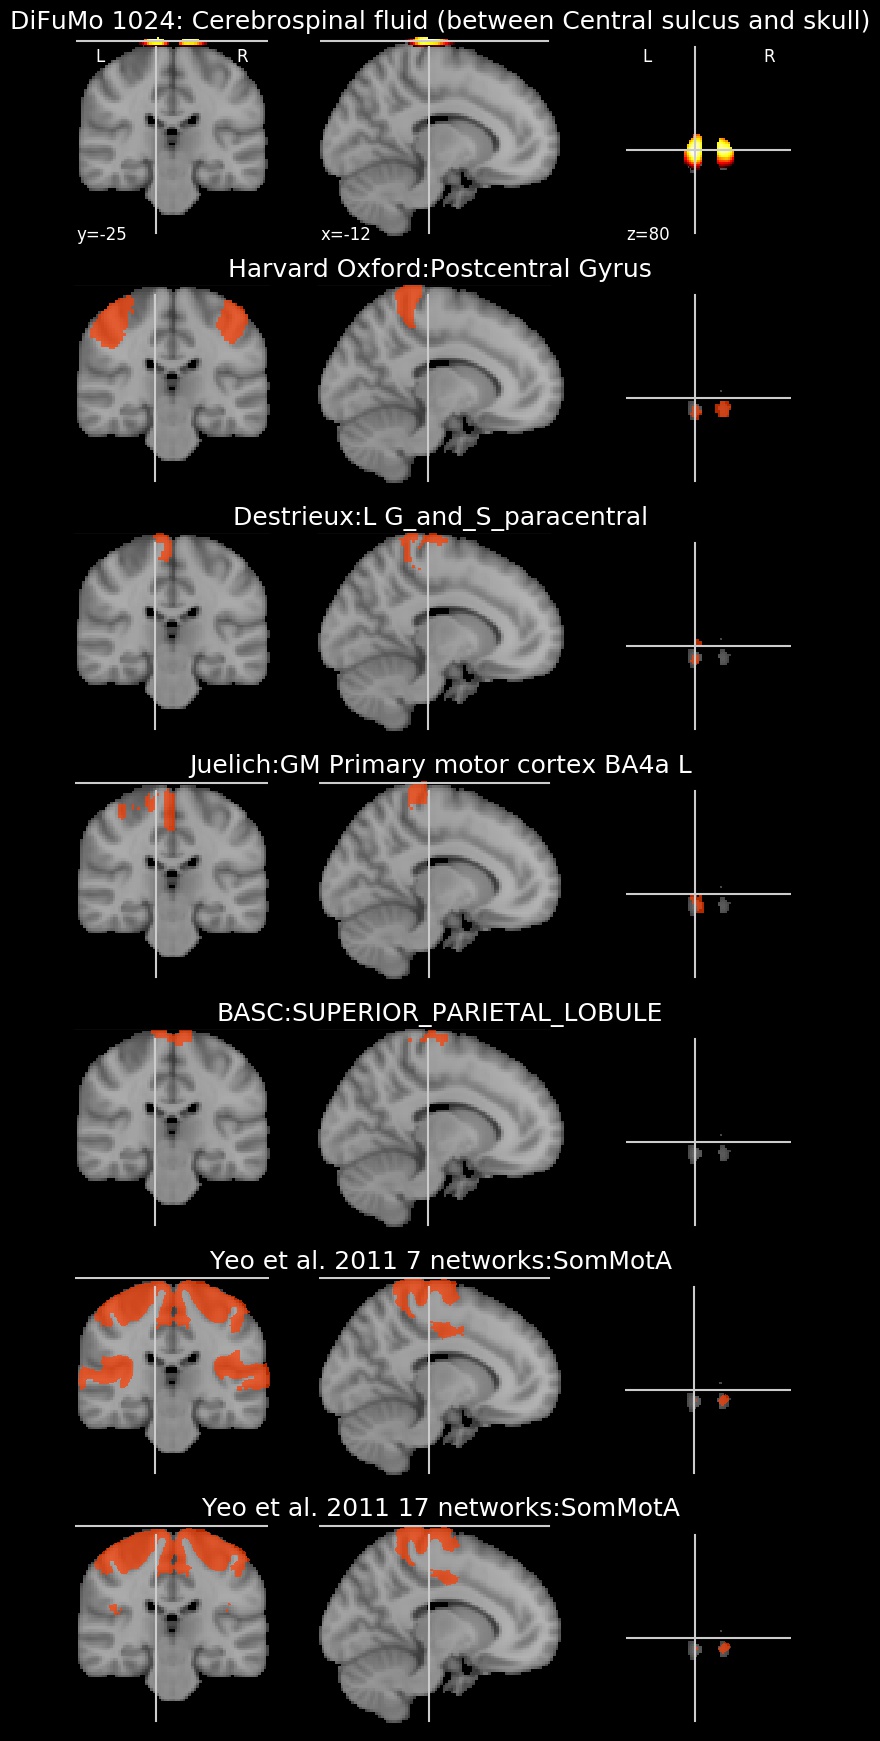 DiFuMo 1024: Cerebrospinal fluid (between Central sulcus and skull)
L R L R
y=-25 x=-12 z=80
Harvard Oxford:Postcentral Gyrus
Destrieux:L G_and_S_paracentral
Juelich:GM Primary motor cortex BA4a L
BASC:SUPERIOR_PARIETAL_LOBULE
Yeo et al. 2011 7 networks:SomMotA
Yeo et al. 2011 17 networks:SomMotA